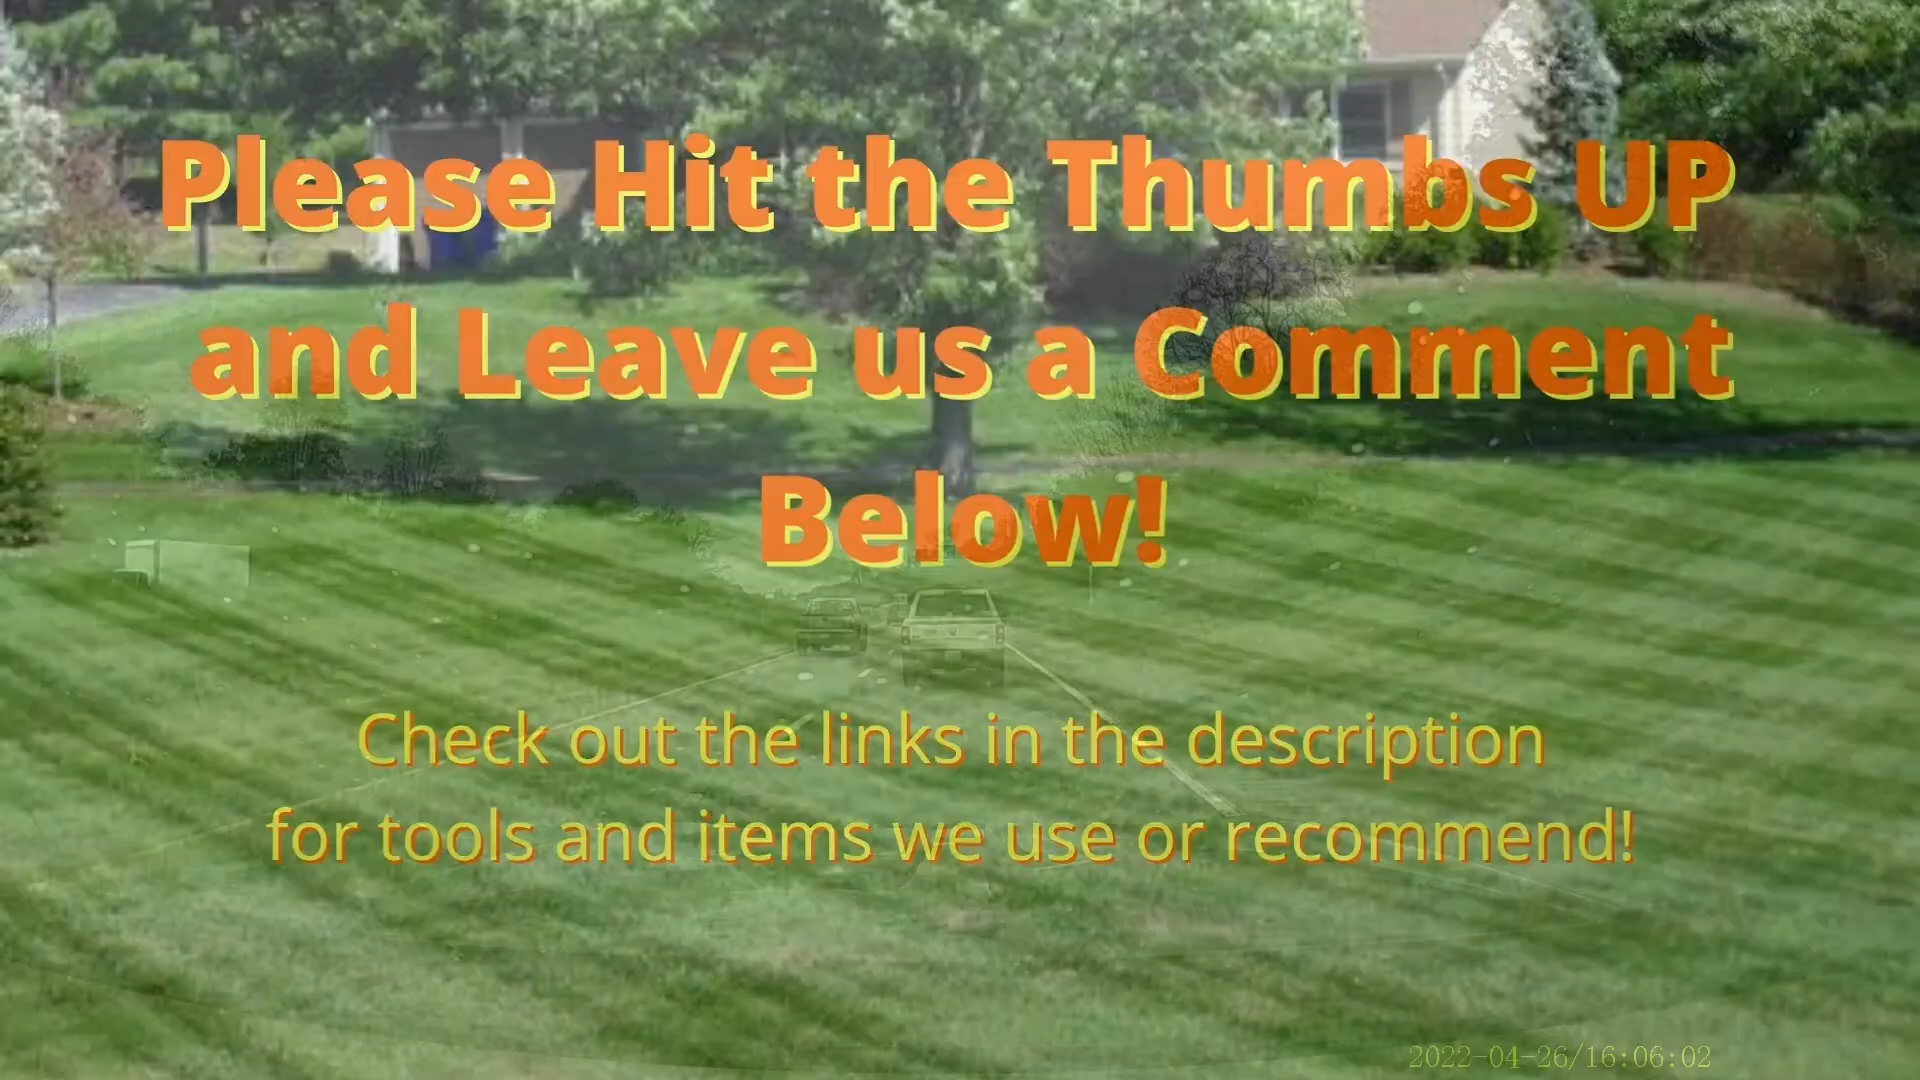 Please Hit the Thumbs UP
and Leave us a Comment
Below!
Check out the links in the description
for tools and items we use or recommend!
2022-04-26/16:06:02